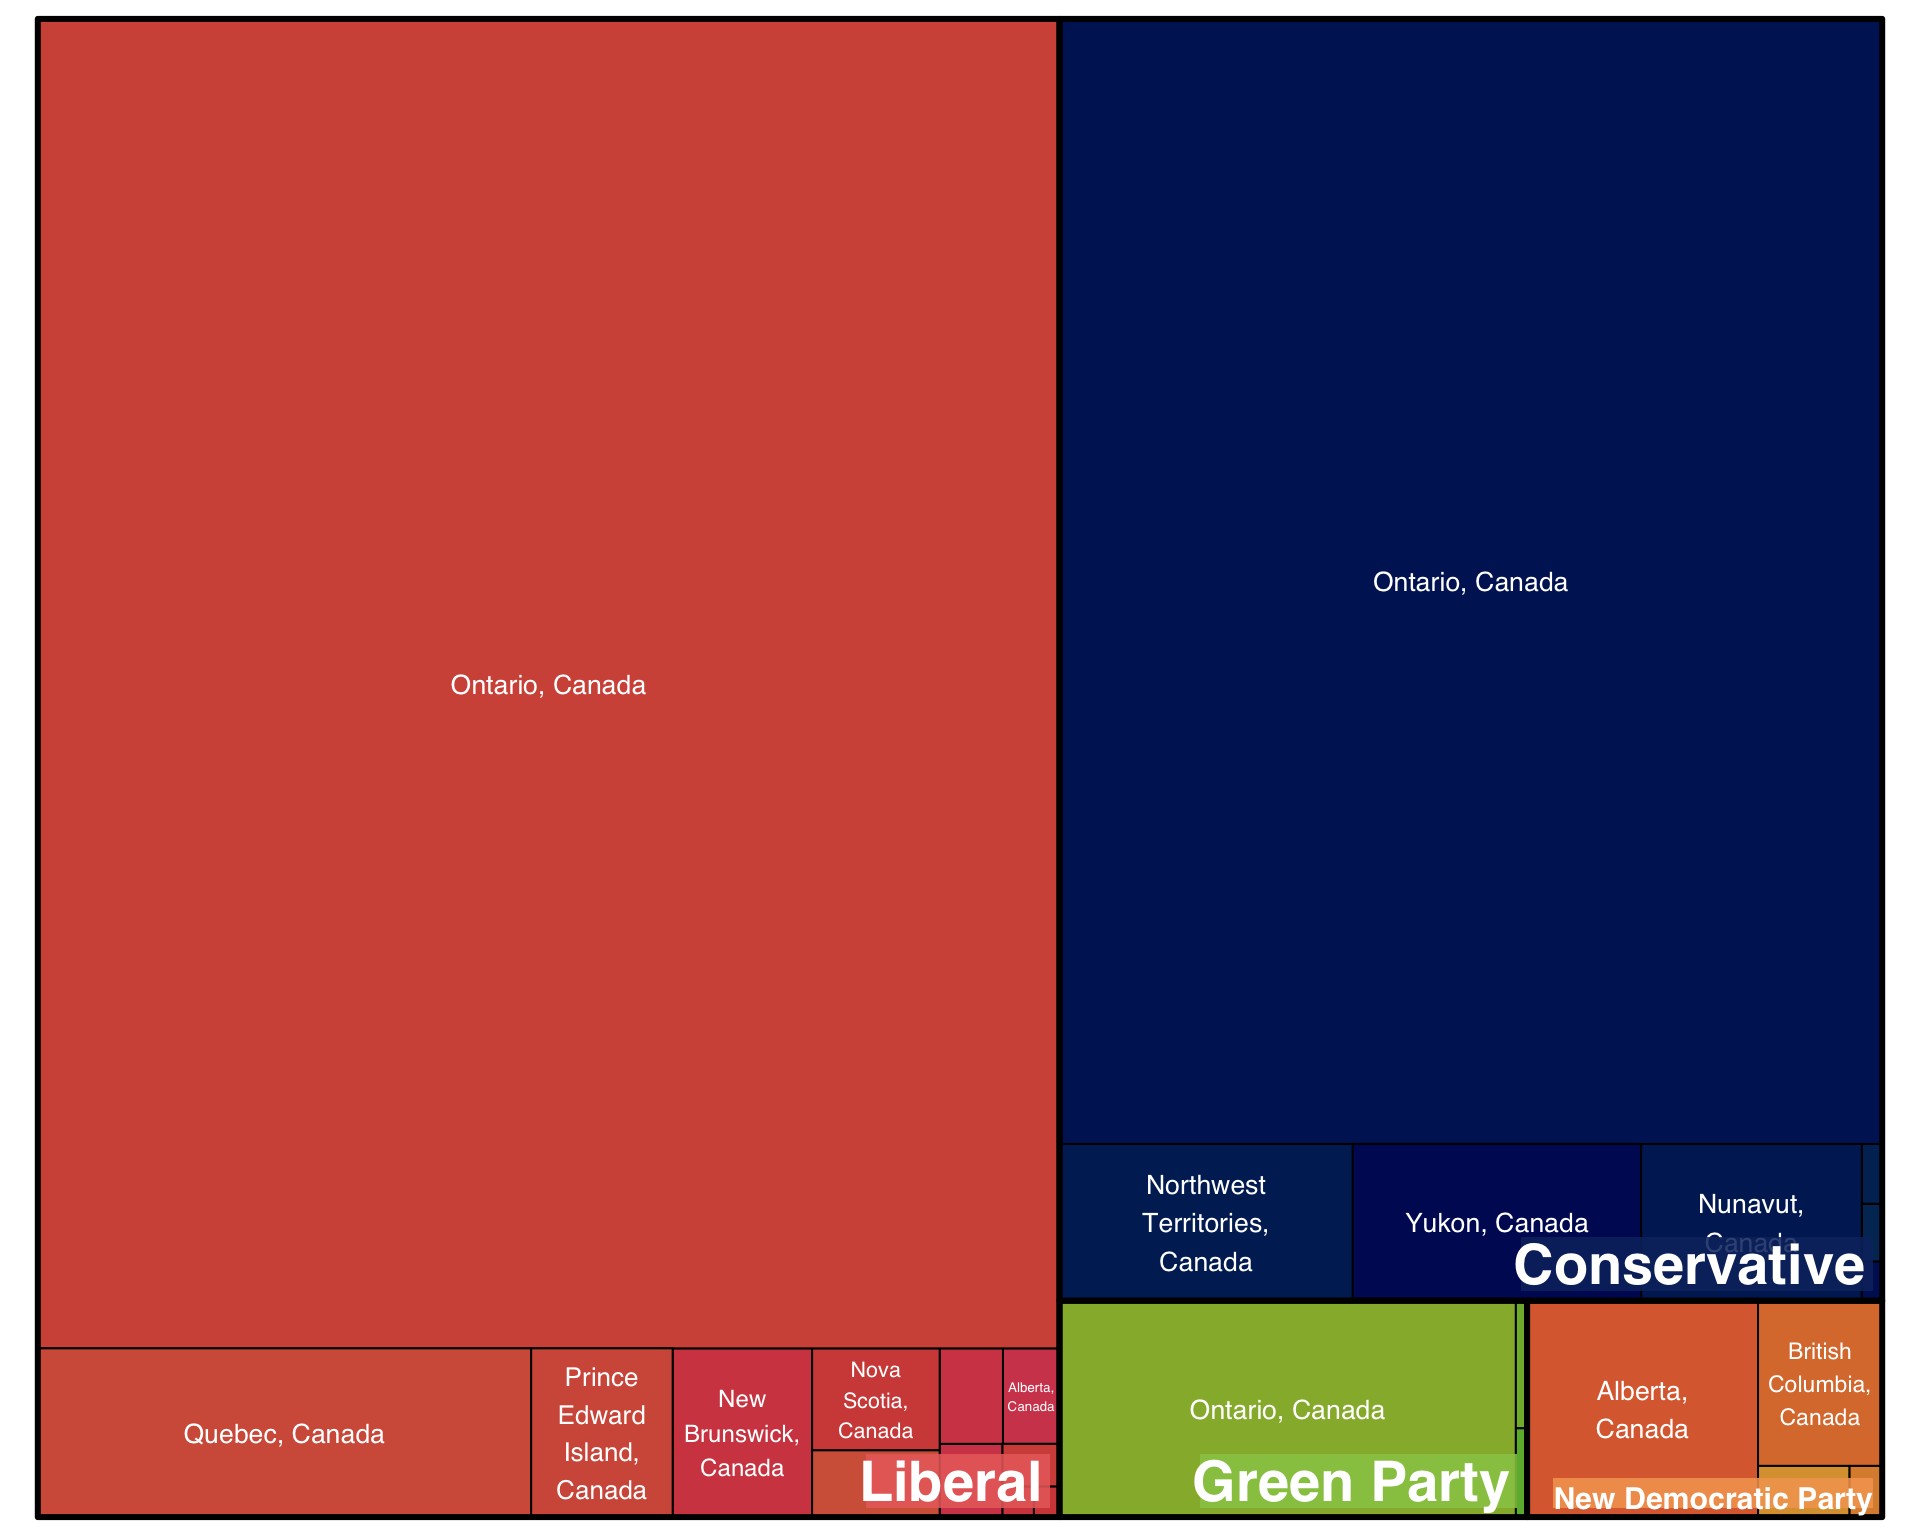 Ontario, Canada
Quebec, Canada
Prince
Edward
Island,
Canada
New
Brunswick,
Canada
Nova
Scotia,
Canada
Alberta,
Canada
Liberal
Ontario, Canada
Northwest
Territories,
Canada
Yukon, Canada
Nunavut,
Canada
Conservative
Ontario, Canada
Green Party
Alberta,
Canada
British
Columbia,
Canada
New Democratic Party